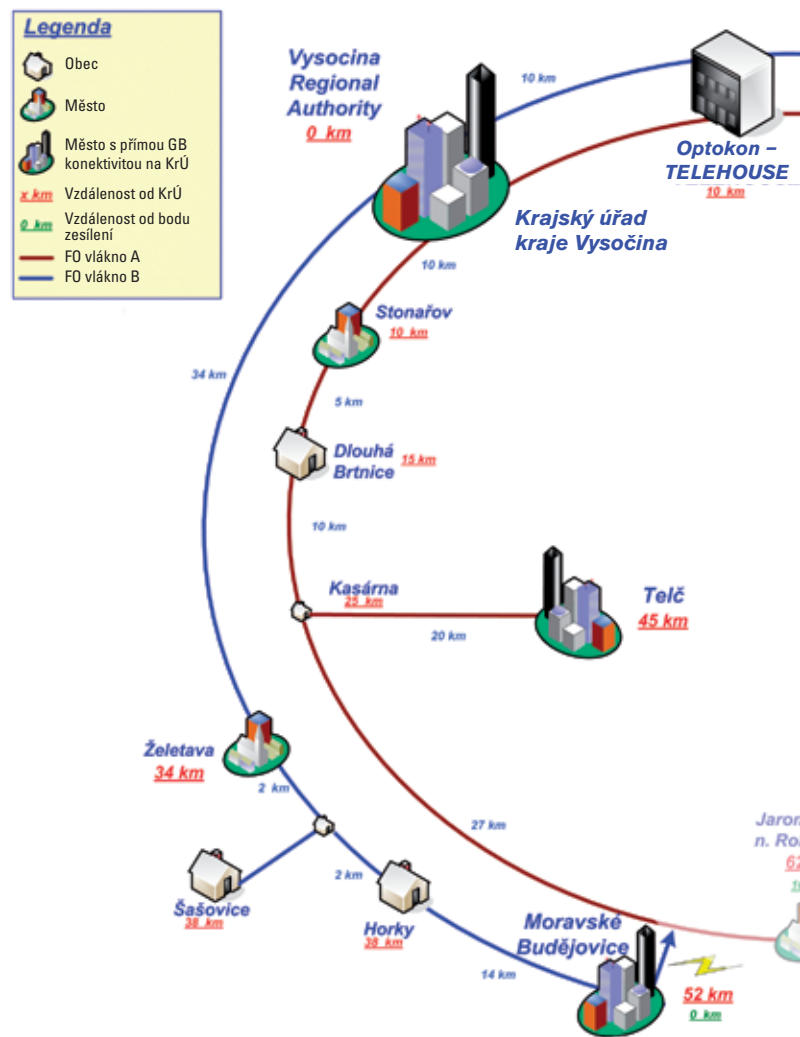 Legenda
Obec
Město
Město s přímou GB
konektivitou na KrÚ
x km Vzdálenost od KrÚ
0 km Vzdálenost od bodu
zesílení
FO vlákno A
FO vlákno B
Vysocina
Regional
Authority
0 km
10 km
Optokon –
TELEHOUSE
10 km
Krajský úřad
kraje Vysočina
10 km
Stonařov
10 km
34 km
5 km
Dlouhá
Brtnice
15 km
10 km
Kasárna
25 km
20 km
Telč
45 km
Želetava
34 km
2 km
27 km
Šašovice
38 km
2 km
Horky
38 km
14 km
Moravské
Budějovice
52 km
0 km
Jarom
n. Ro
62